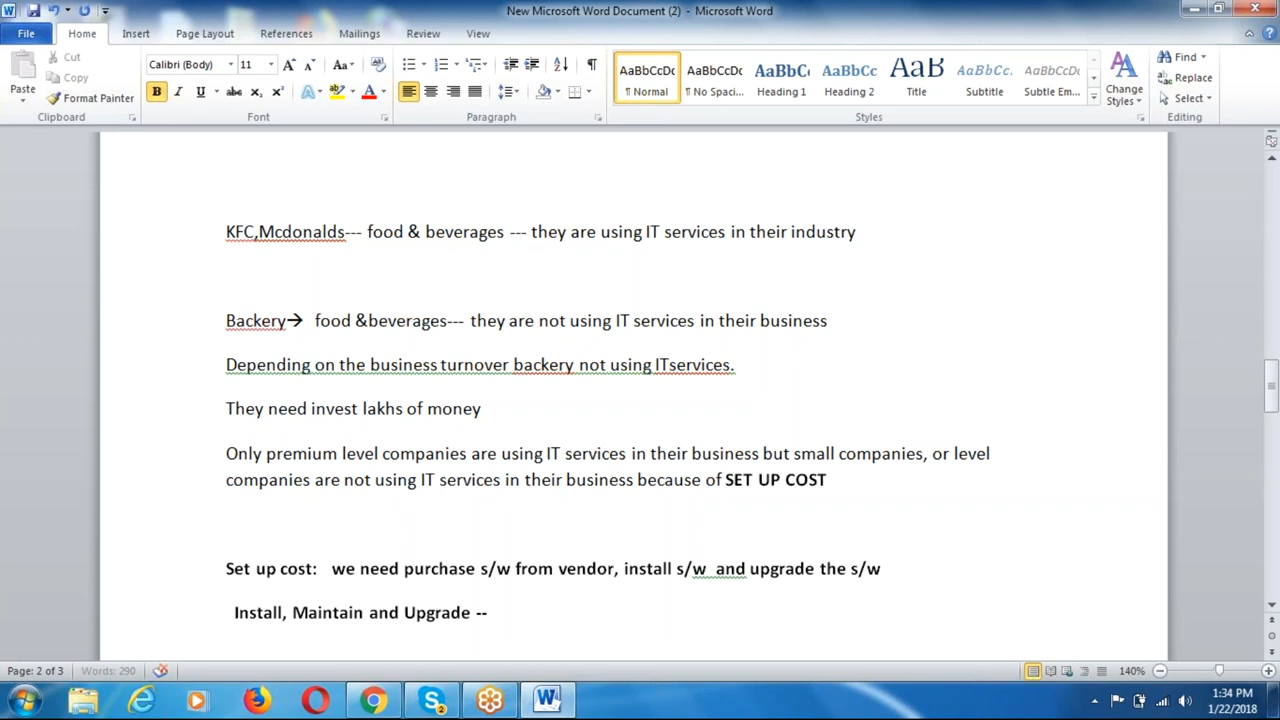 New Microsoft Word Document (2) - Microsoft Word
File Home Insert Page Layout References Mailings Review View
Cut
Copy
Format Painter
Paste
Clipboard
Calibri (Body) 11
Font
Paragraph
AaBbCcDc AaBbCcDc AaBbCc AaBbCc AaB AaBbCcDc AaBbCcDc
¶ Normal ¶ No Spaci... Heading 1 Heading 2 Title Subtitle Subtle Em...
Change Styles
Styles
Find
Replace
Select
Editing
KFC,Mcdonalds--- food & beverages --- they are using IT services in their industry
Backery→ food &beverages--- they are not using IT services in their business
Depending on the business turnover backery not using ITservices.
They need invest lakhs of money
Only premium level companies are using IT services in their business but small companies, or level
companies are not using IT services in their business because of SET UP COST
Set up cost: we need purchase s/w from vendor, install s/w and upgrade the s/w
Install, Maintain and Upgrade --
Page: 2 of 3 Words: 290 140%
1:34 PM
1/22/2018